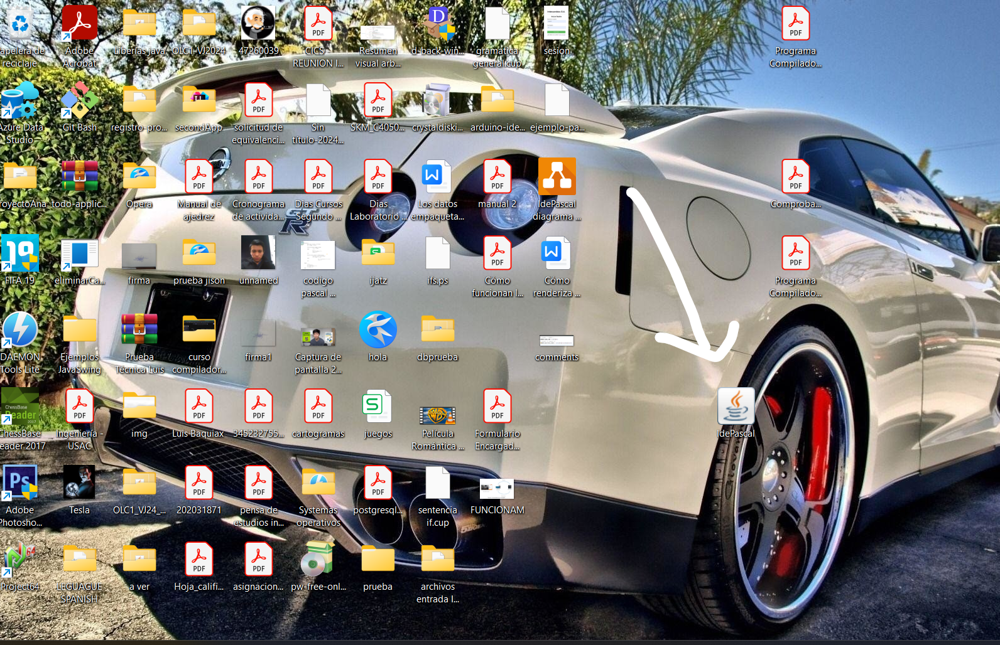 apelera de
reciclaje
Adobe
Acrobat
Liberías java
OLC1-VJ2024
47260039
CICS -
REUNION I...
Resumen
visual arb...
d-back-win...
gramatica
general.cup
sesion
Programa
Compilado...
Azure Data
Studio
Git Bash
registro-pro...
secondApp
solicitud de
equivalenci...
Sin
título-2024...
SKM_C4050...
crystaldiski...
arduino-ide...
ejemplo-pa...
royectoAna
todo-applic...
Opera
Manual de
ajedrez
Cronograma
de activida...
Dias Cursos
Segundo ...
Dias
Laboratorio ...
Los datos
empaqueta...
manual 2
IdePascal
diagrama ...
Comproba...
GT
R
FIFA 19
eliminarCa...
firma
prueba jison
unnamed
codigo
pascal ...
ijatz
ifs.ps
Cómo
funcionan l...
Cómo
renderiza ...
Programa
Compilado...
DAEMON
Tools Lite
Ejemplos
JavaSwing
Prueba
Tecnica Luis
curso
compilador...
firma1
Captura de
pantalla 2...
hola
dbprueba
comments
ChessBase
Reader
2017
ChessBase
eader 2017
Ingeniería -
USAC
img
Luis Baquiax
345232755...
cartogramas
juegos
Película
Romántica ...
Formulario
Encargad...
IdePascal
Adobe
Photosho...
Tesla
OLC1_VJ24_...
202031871
pensa de
estudios in...
Systemas
operativos
postgresql...
sentencia
if.cup
FUNCIONAM
Project64
LEGUAGUE
SPANISH
a ver
Hoja_califi...
asignacion...
pw-free-onl...
prueba
archivos
entrada l...